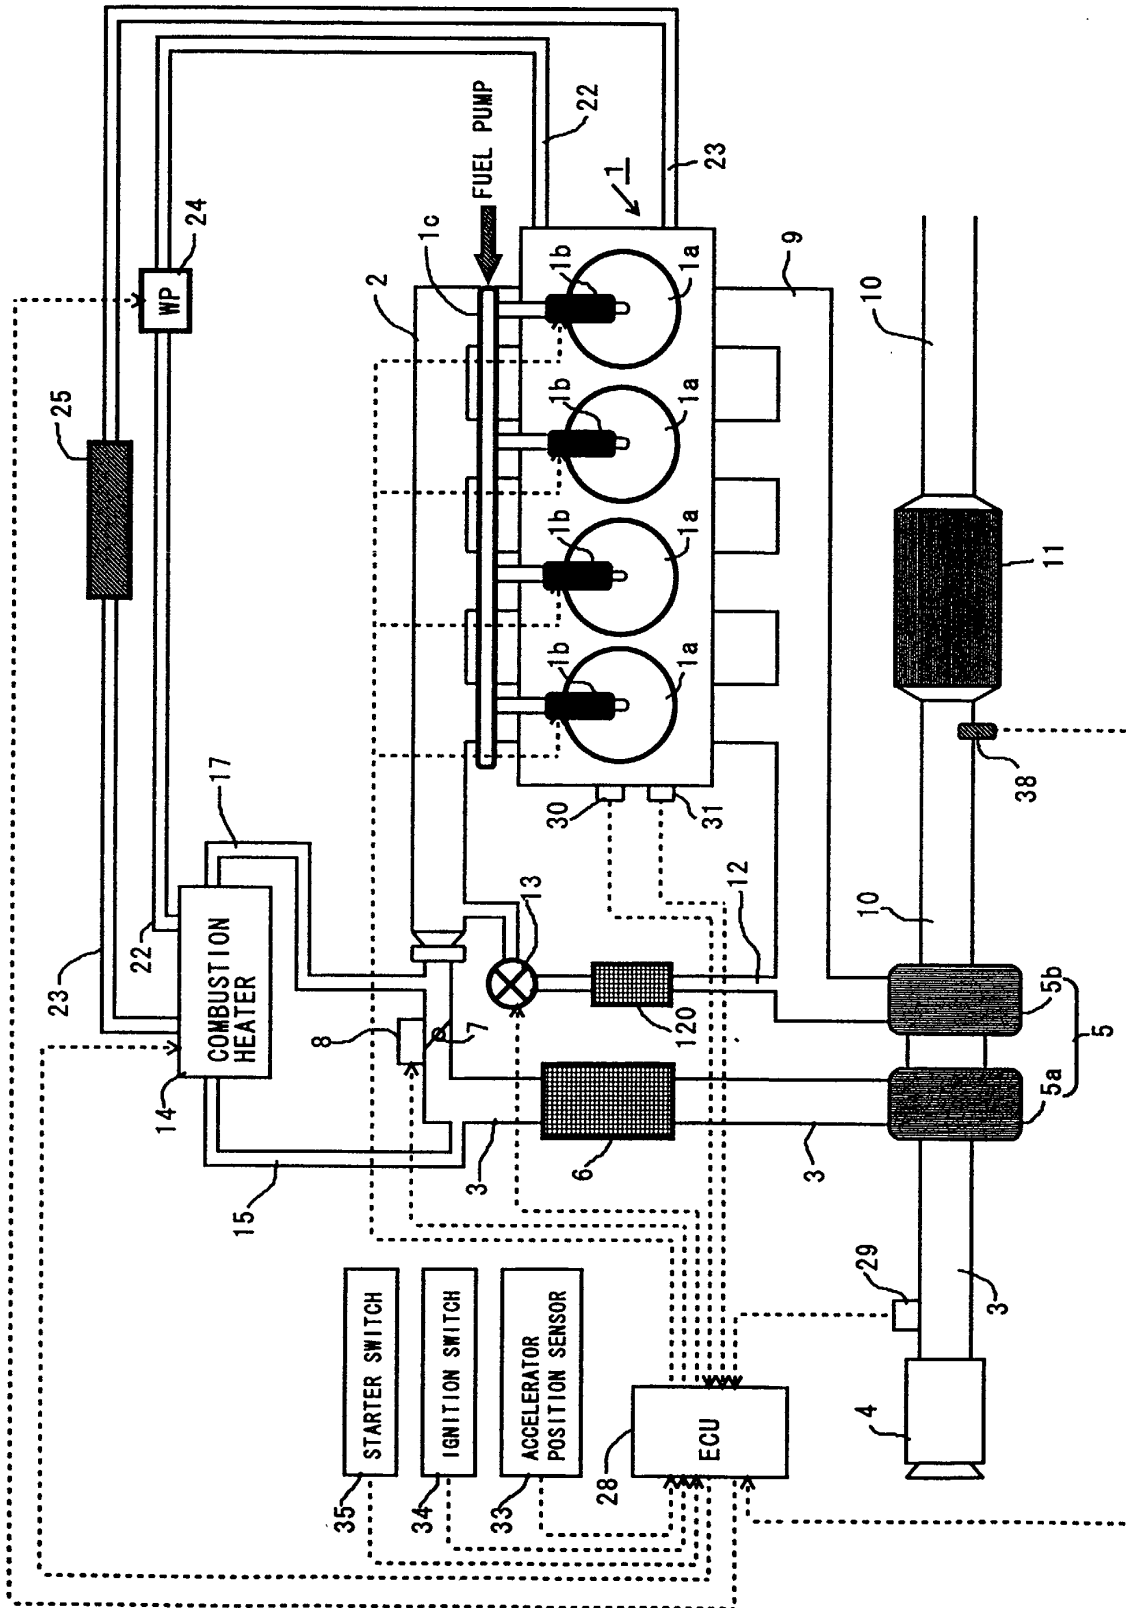 23
22
17
COMBUSTION
HEATER
14
15
25
24
WP
2
1c
FUEL PUMP
22
23
1
1b
1b
1b
1b
1a
1a
1a
1a
8
7
13
12
120
30
31
9
3
6
3
10
10
11
38
5a
5b
5
3
29
4
35
STARTER SWITCH
34
IGNITION SWITCH
33
ACCELERATOR
POSITION SENSOR
28
ECU